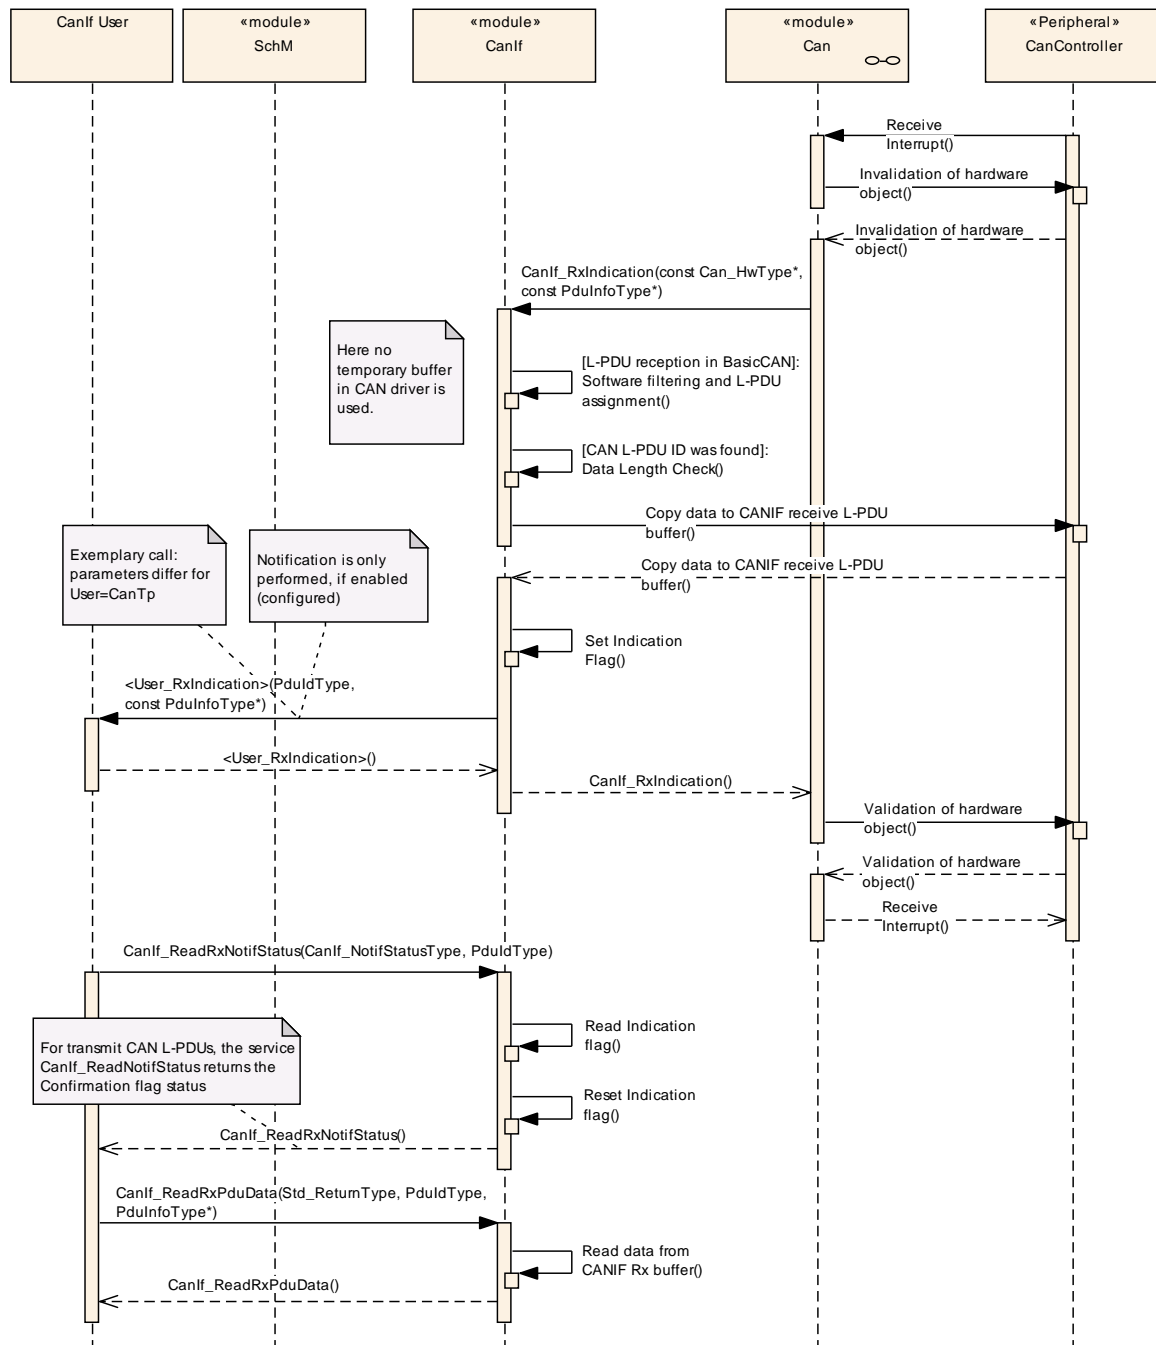 CanIf User
«module»
SchM
«module»
CanIf
«module»
Can
«Peripheral»
CanController
Receive
Interrupt()
Invalidation of hardware
object()
Invalidation of hardware
object()
CanIf_RxIndication(const Can_HwType*,
const PduInfoType*)
Here no
temporary buffer
in CAN driver is
used.
[L-PDU reception in BasicCAN]:
Software filtering and L-PDU
assignment()
[CAN L-PDU ID was found]:
Data Length Check()
Copy data to CANIF receive L-PDU
buffer()
Exemplary call:
parameters differ for
User=CanTp
Notification is only
performed, if enabled
(configured)
Copy data to CANIF receive L-PDU
buffer()
Set Indication
Flag()
<User_RxIndication>(PduIdType,
const PduInfoType*)
<User_RxIndication>()
CanIf_RxIndication()
Validation of hardware
object()
Validation of hardware
object()
Receive
Interrupt()
CanIf_ReadRxNotifStatus(CanIf_NotifStatusType, PduIdType)
Read Indication
flag()
For transmit CAN L-PDUs, the service
CanIf_ReadNotifStatus returns the
Confirmation flag status
Reset Indication
flag()
CanIf_ReadRxNotifStatus()
CanIf_ReadRxPduData(Std_ReturnType, PduIdType,
PduInfoType*)
Read data from
CANIF Rx buffer()
CanIf_ReadRxPduData()